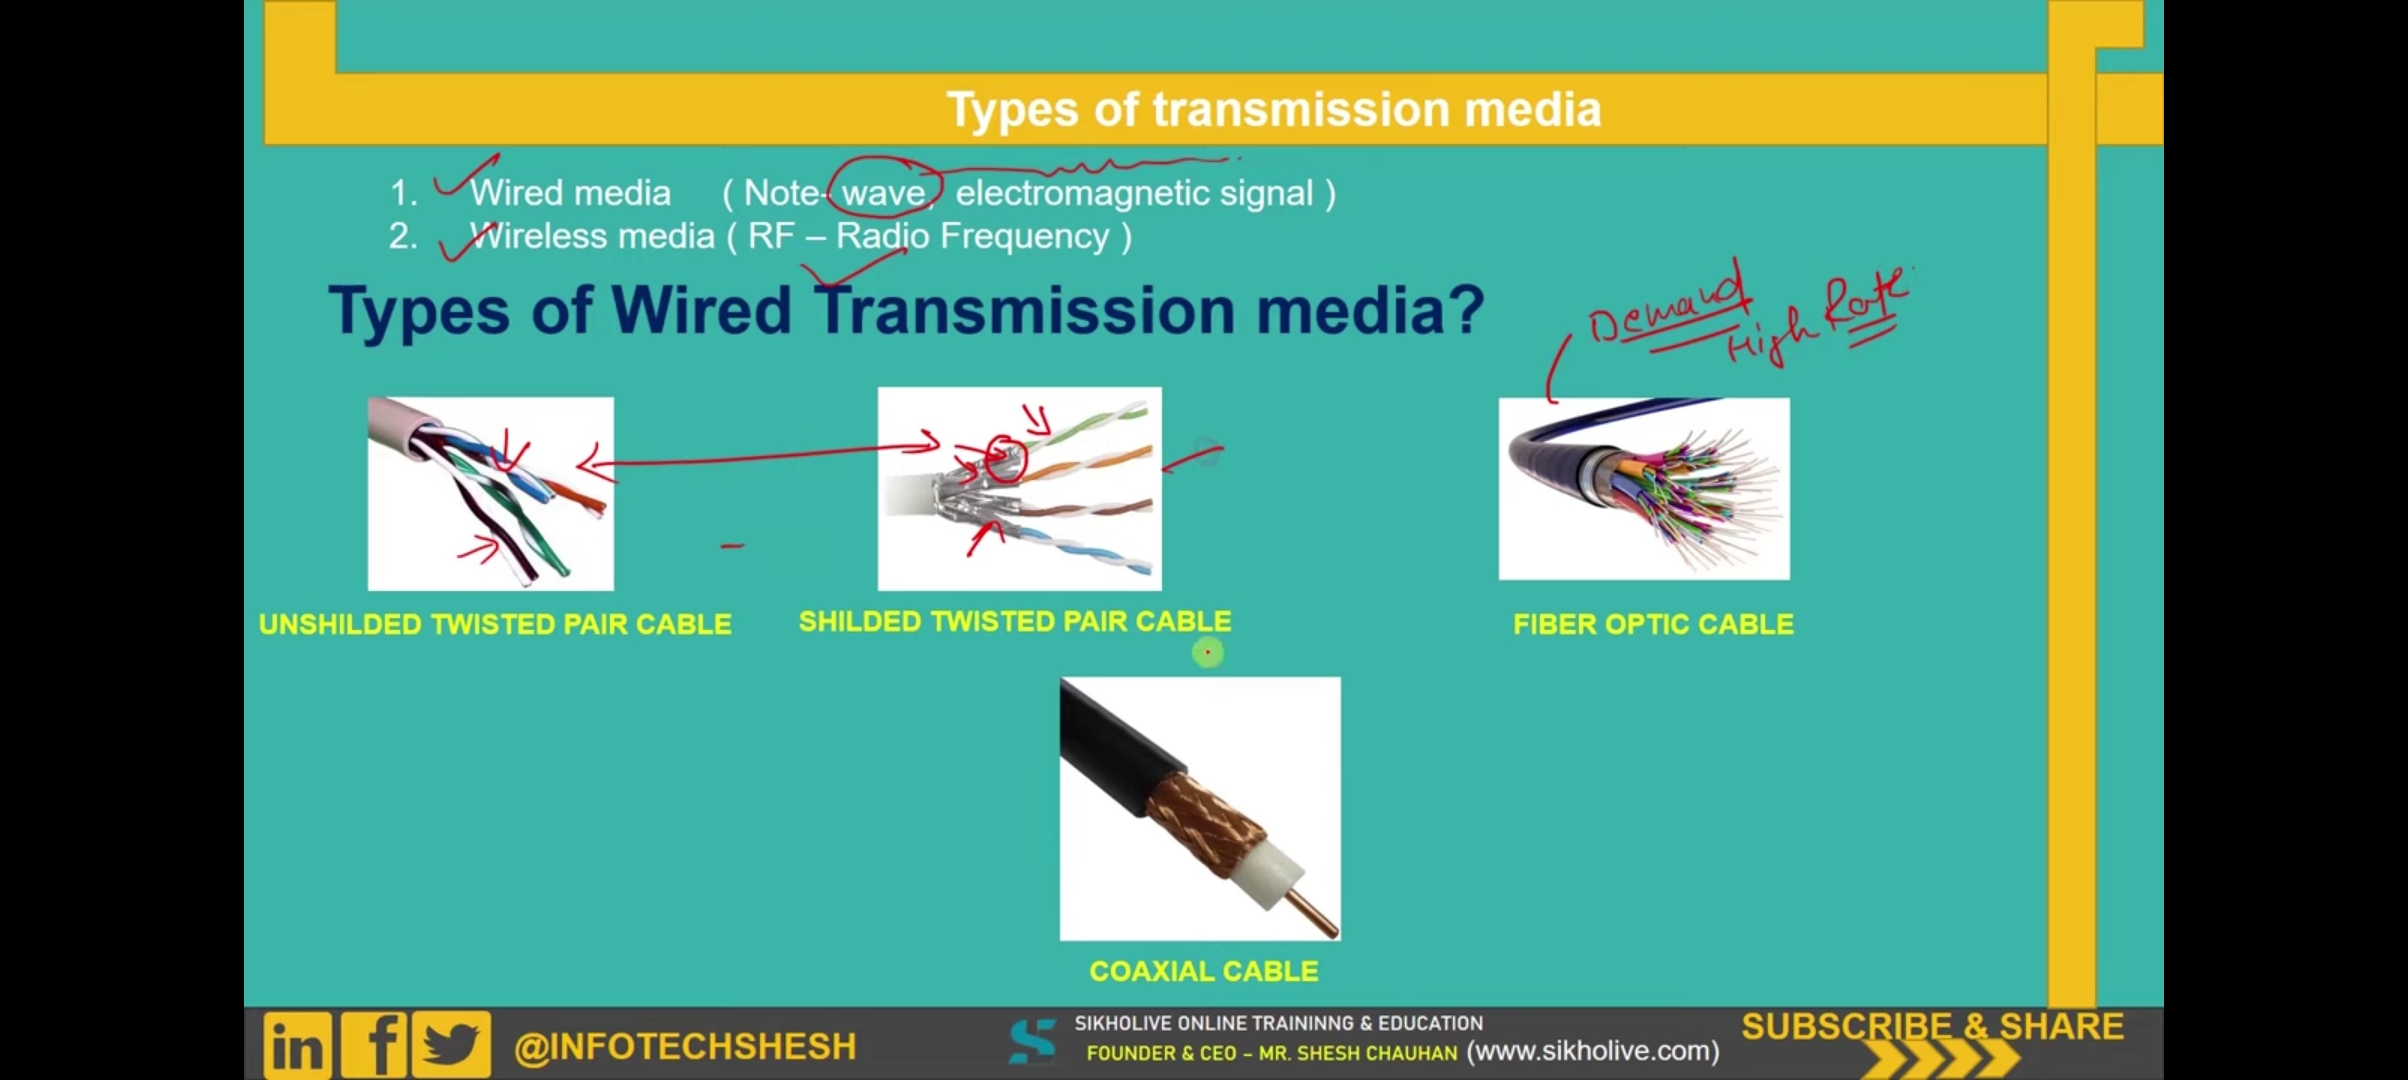 Types of transmission media
1. Wired media ( Note- wave, electromagnetic signal )
2. Wireless media ( RF – Radio Frequency )
Types of Wired Transmission media?
Demand
High Rate
UNSHILDED TWISTED PAIR CABLE
SHILDED TWISTED PAIR CABLE
FIBER OPTIC CABLE
COAXIAL CABLE
in f @INFOTECHSHESH
SIKHOLIVE ONLINE TRAININNG & EDUCATION
FOUNDER & CEO – MR. SHESH CHAUHAN (www.sikholive.com)
SUBSCRIBE & SHARE